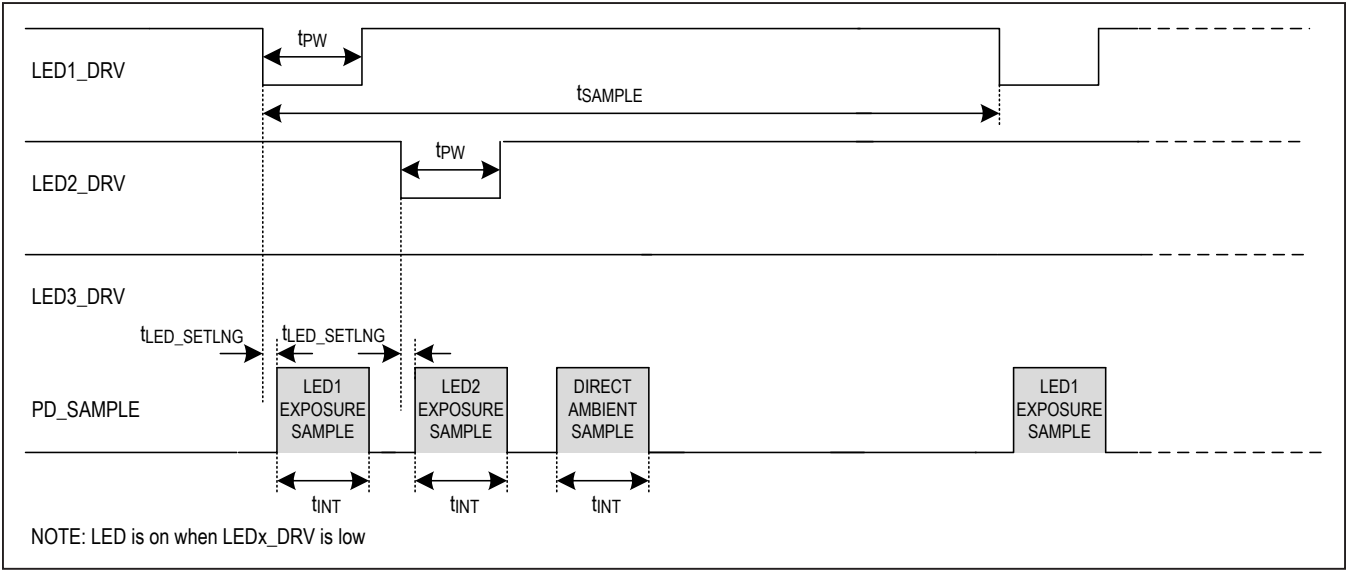 tPW
LED1_DRV
tSAMPLE
tPW
LED2_DRV
LED3_DRV
tLED_SETLNG tLED_SETLNG
LED1
EXPOSURE
SAMPLE
LED2
EXPOSURE
SAMPLE
DIRECT
AMBIENT
SAMPLE
LED1
EXPOSURE
SAMPLE
PD_SAMPLE
tINT tINT tINT
NOTE: LED is on when LEDx_DRV is low